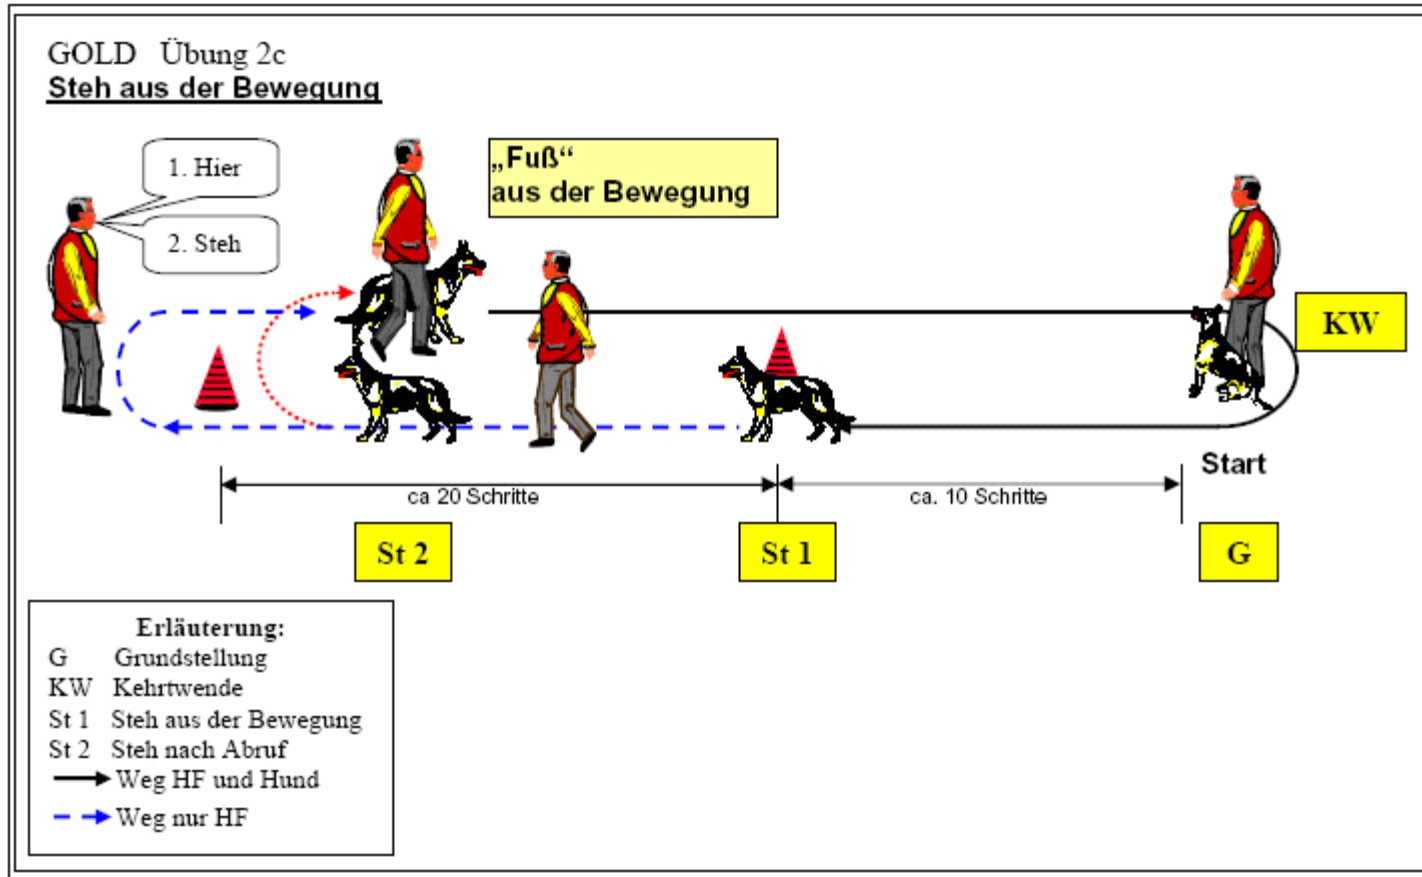 GOLD Übung 2c
Steh aus der Bewegung
1. Hier
2. Steh
„Fuß“
aus der Bewegung
KW
Start
ca 20 Schritte
ca. 10 Schritte
St 2
St 1
G
Erläuterung:
G Grundstellung
KW Kehrtwende
St 1 Steh aus der Bewegung
St 2 Steh nach Abruf
Weg HF und Hund
Weg nur HF